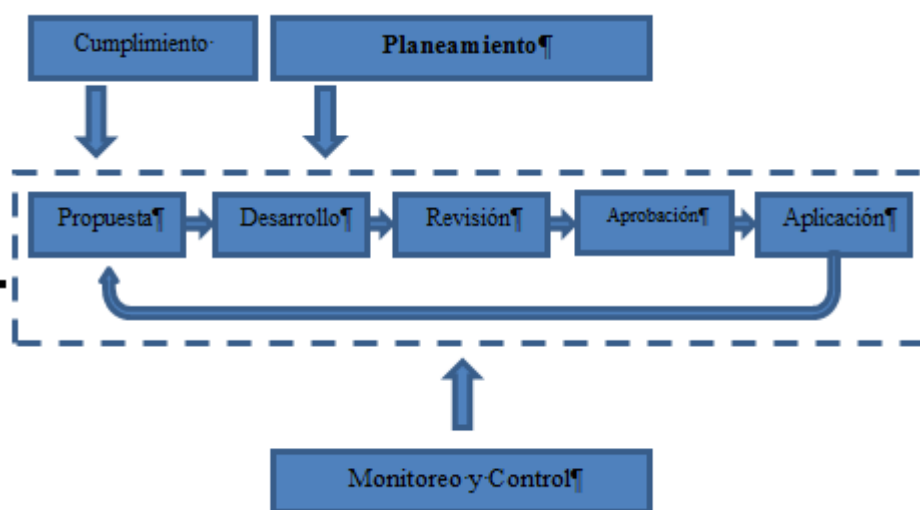 Cumplimiento·
Planeamiento¶
Propuesta¶
Desarrollo¶
Revisión¶
Aprobación¶
Aplicación¶
Monitoreo·y·Control¶